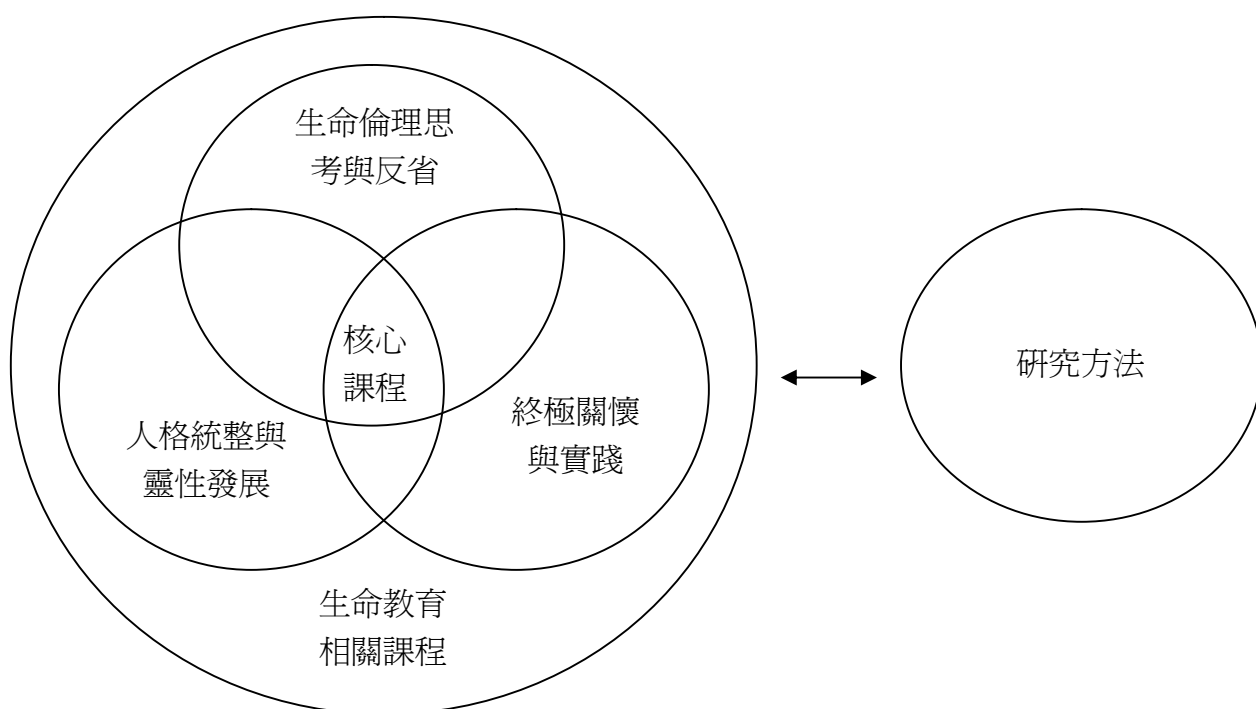 生命倫理思
考與反省
核心
課程
人格統整與
靈性發展
終極關懷
與實踐
生命教育
相關課程
研究方法